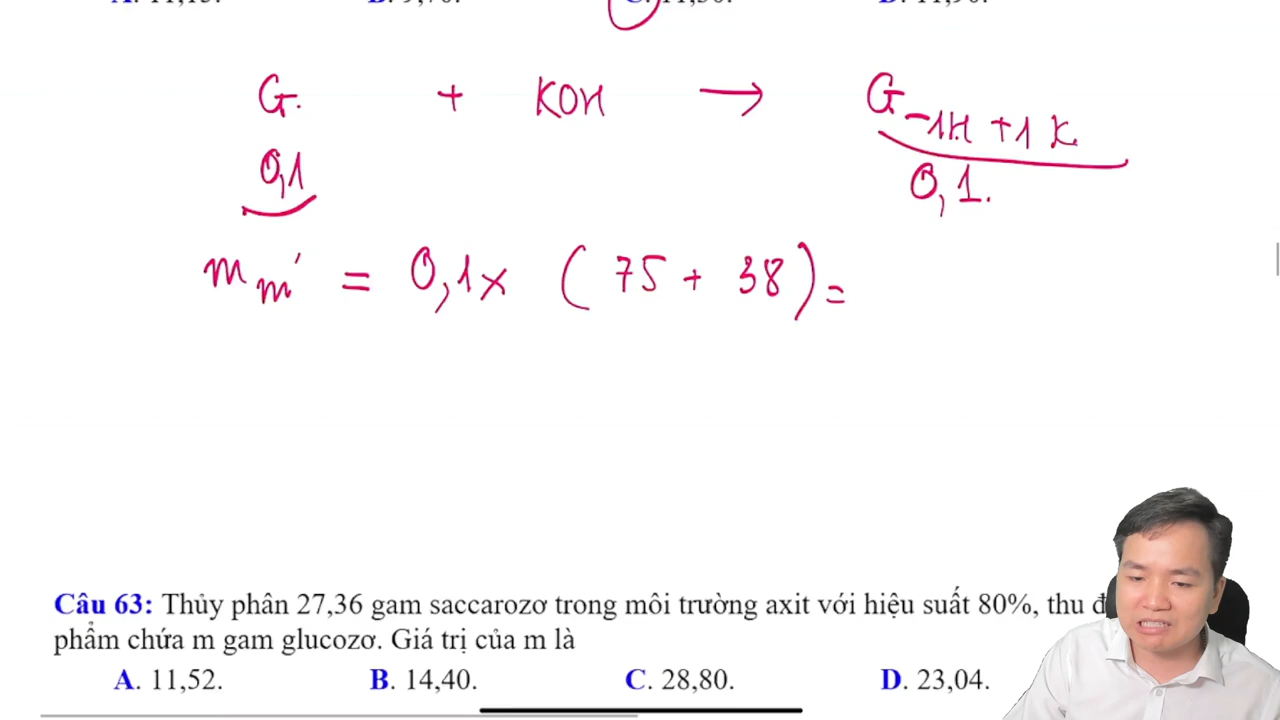 G. + KOH → G -1H +1K
0,1 0,1.
m m' = 0,1 x ( 75 + 38 ) =
Câu 63: Thủy phân 27,36 gam saccarozơ trong môi trường axit với hiệu suất 80%, thu
phẩm chứa m gam glucozơ. Giá trị của m là
A. 11,52. B. 14,40. C. 28,80. D. 23,04.